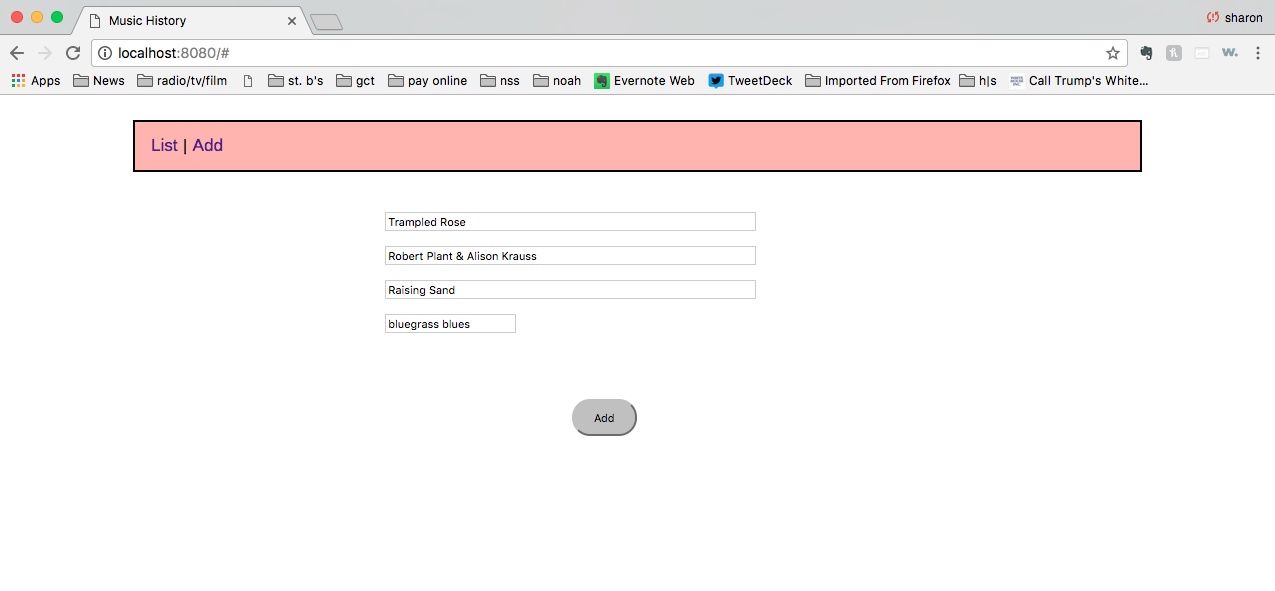 Music History
sharon
localhost:8080/#
w.
Apps News radio/tv/film st. b's gct pay online nss noah Evernote Web TweetDeck Imported From Firefox h|s Call Trump's White...
List | Add
Trampled Rose
Robert Plant & Alison Krauss
Raising Sand
bluegrass blues
Add